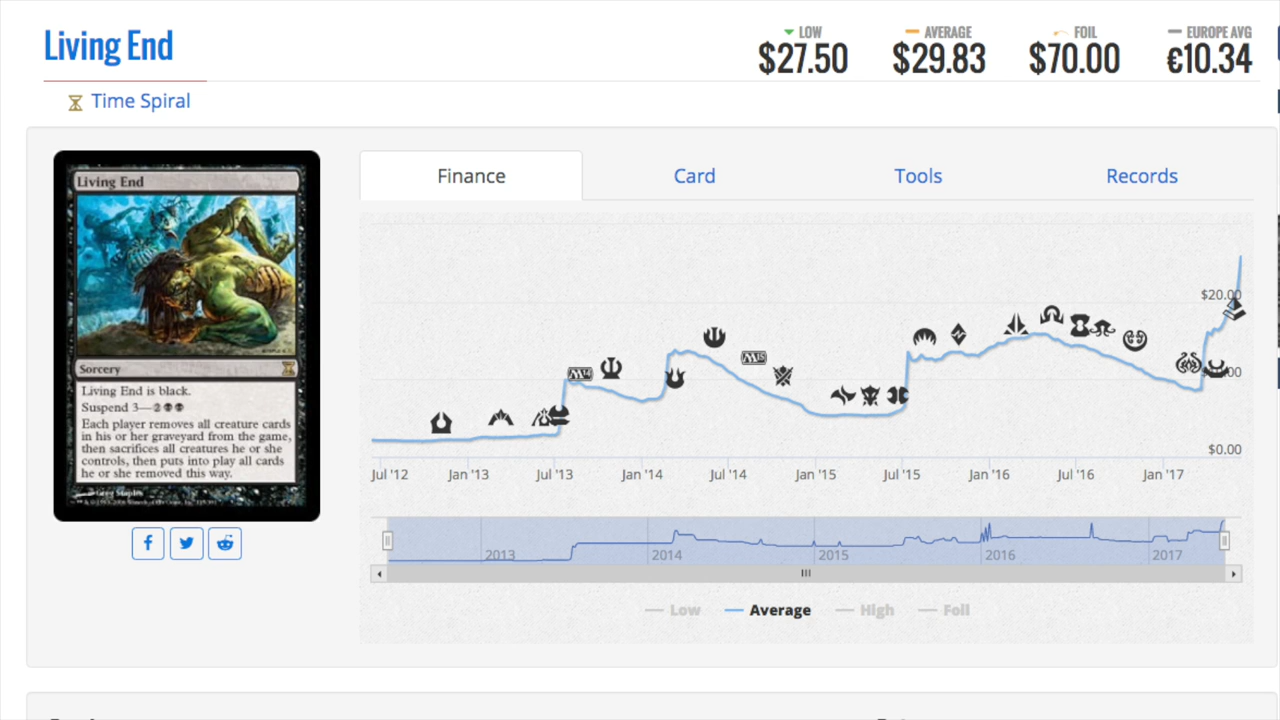 Living End
LOW
$27.50
AVERAGE
$29.83
FOIL
$70.00
EUROPE AVG
€10.34
Time Spiral
Living End
Sorcery
Living End is black.
Suspend 3—2
Each player removes all creature cards
in his or her graveyard from the game,
then sacrifices all creatures he or she
controls, then puts into play all cards
he or she removed this way.
Greg Staples
Finance
Card
Tools
Records
$20.00
$0.00
M14
M15
Jul '12
Jan '13
Jul '13
Jan '14
Jul '14
Jan '15
Jul '15
Jan '16
Jul '16
Jan '17
2013
2014
2015
2016
2017
Low
Average
High
Foil